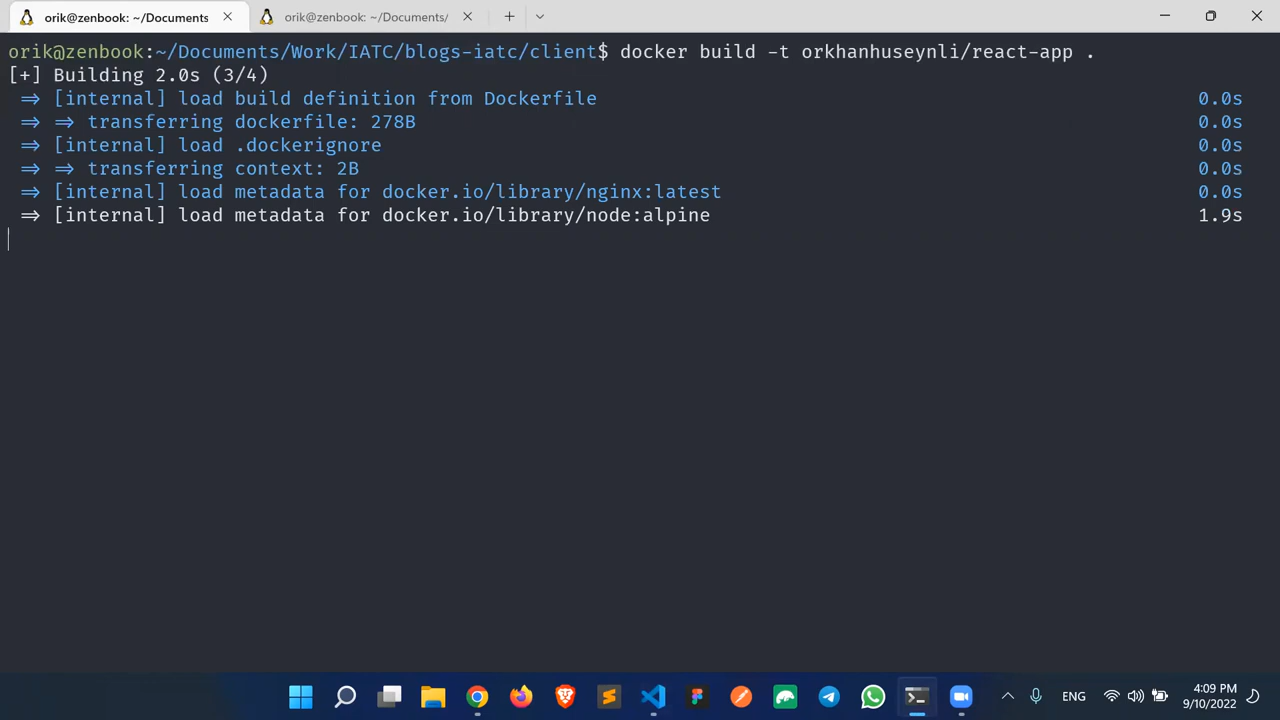 orik@zenbook: ~/Documents
orik@zenbook: ~/Documents/
orik@zenbook:~/Documents/Work/IATC/blogs-iatc/client$ docker build -t orkhanhuseynli/react-app .
[+] Building 2.0s (3/4)
=> [internal] load build definition from Dockerfile 0.0s
=> => transferring dockerfile: 278B 0.0s
=> [internal] load .dockerignore 0.0s
=> => transferring context: 2B 0.0s
=> [internal] load metadata for docker.io/library/nginx:latest 0.0s
=> [internal] load metadata for docker.io/library/node:alpine 1.9s
ENG
4:09 PM
9/10/2022